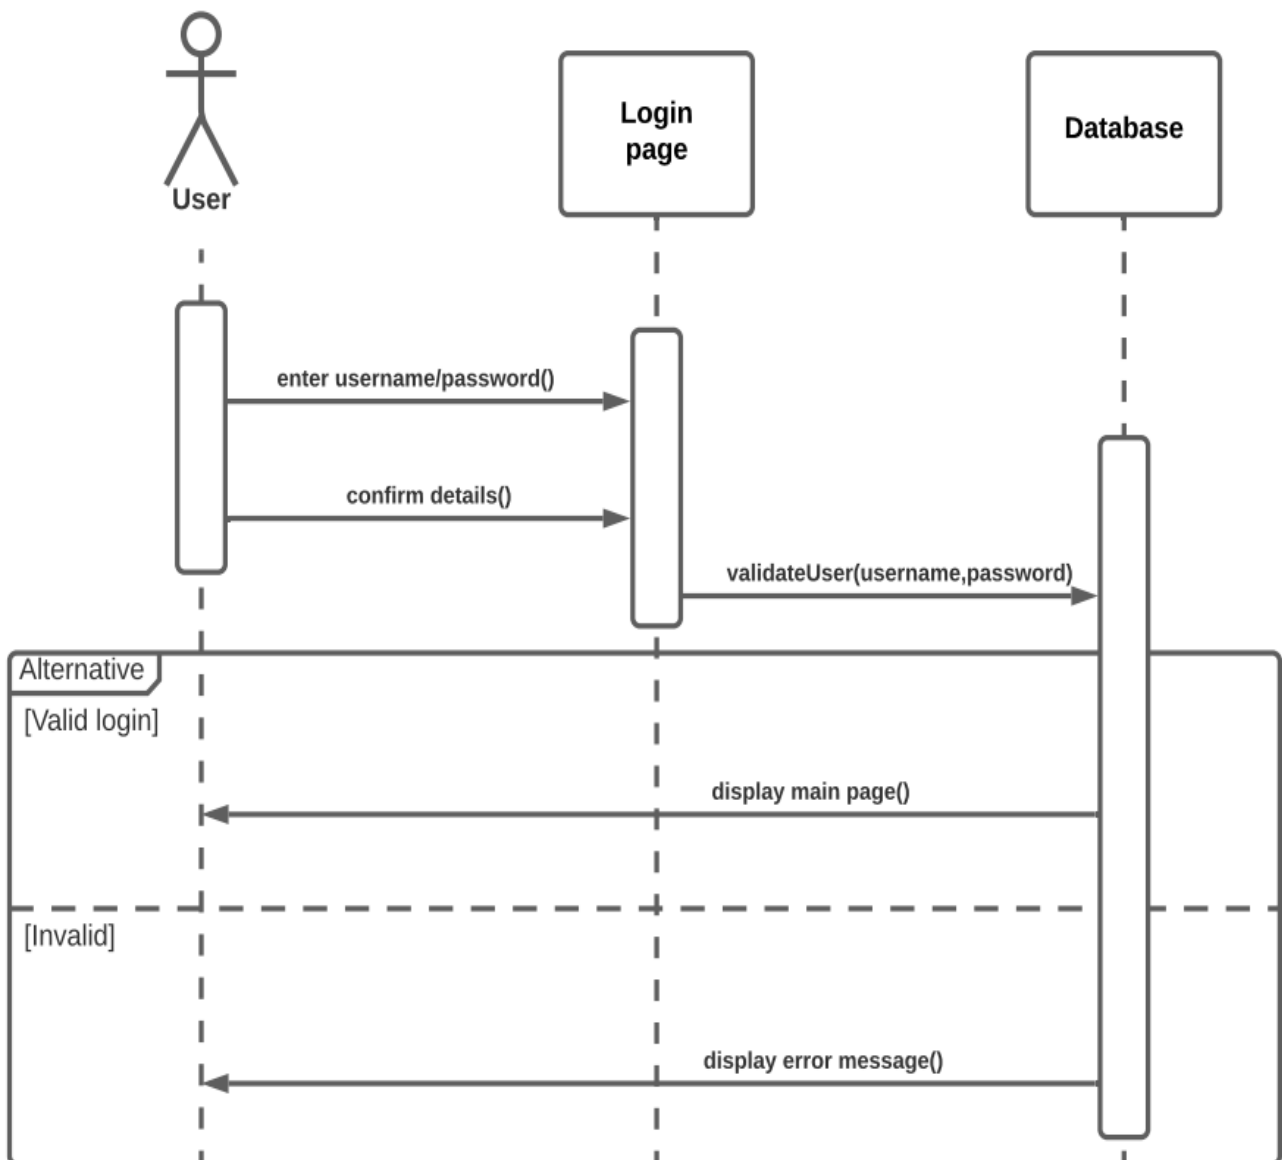 User
Login
page
Database
enter username/password()
confirm details()
validateUser(username,password)
Alternative
[Valid login]
display main page()
[Invalid]
display error message()